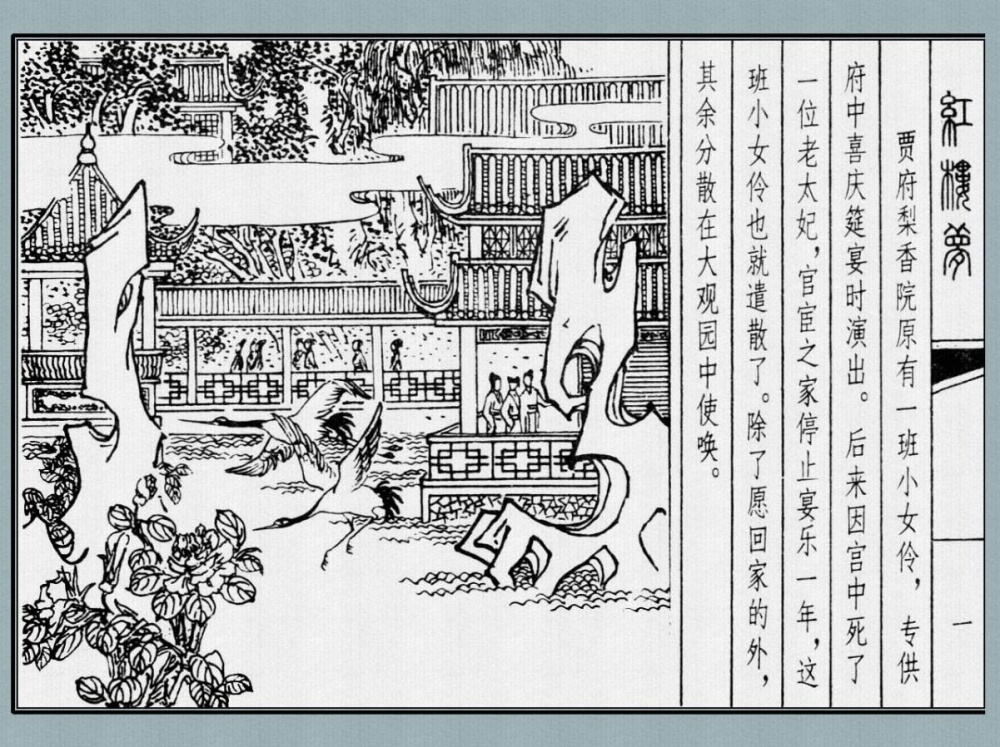 紅樓夢
一
贾府梨香院原有一班小女伶，专供
府中喜庆筵宴时演出。后来因宫中死了
一位老太妃，官宦之家停止宴乐一年，这
班小女伶也就遣散了。除了愿回家的外，
其余分散在大观园中使唤。